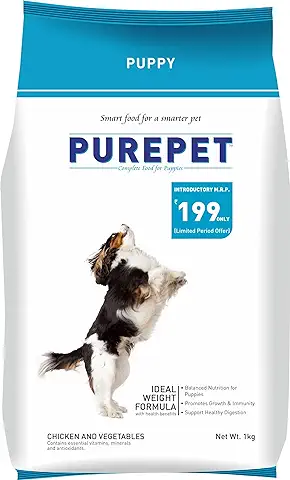 PUPPY
Smart food for a smarter pet
PUREPET
Complete Food for Puppies
INTRODUCTORY M.R.P.
₹199 ONLY
(Limited Period Offer)
IDEAL
WEIGHT
FORMULA
with health benefits
• Balanced Nutrition for
Puppies
• Promotes Growth & Immunity
• Support Healthy Digestion
CHICKEN AND VEGETABLES
Contains essential vitamins, minerals
and antioxidants.
Net Wt. 1kg